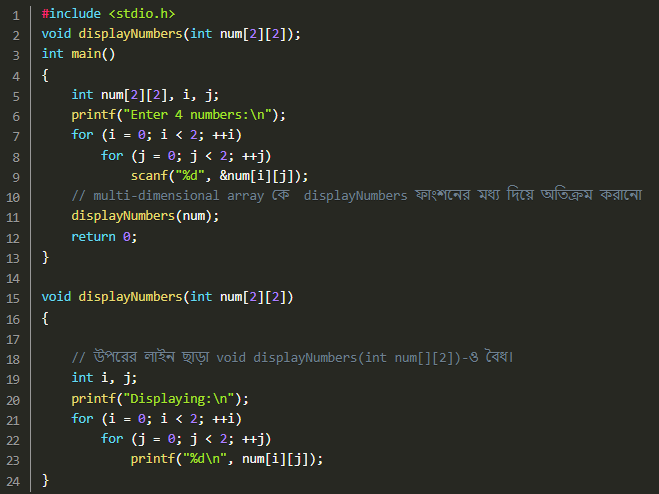 1 #include <stdio.h>
2 void displayNumbers(int num[2][2]);
3 int main()
4 {
5     int num[2][2], i, j;
6     printf("Enter 4 numbers:\n");
7     for (i = 0; i < 2; ++i)
8         for (j = 0; j < 2; ++j)
9             scanf("%d", &num[i][j]);
10     // multi-dimensional array কে  displayNumbers ফাংশনের মধ্য দিয়ে অতিক্রম করানো
11     displayNumbers(num);
12     return 0;
13 }
14
15 void displayNumbers(int num[2][2])
16 {
17
18     // উপরের লাইন ছাড়া void displayNumbers(int num[][2])-ও বৈধ।
19     int i, j;
20     printf("Displaying:\n");
21     for (i = 0; i < 2; ++i)
22         for (j = 0; j < 2; ++j)
23             printf("%d\n", num[i][j]);
24 }